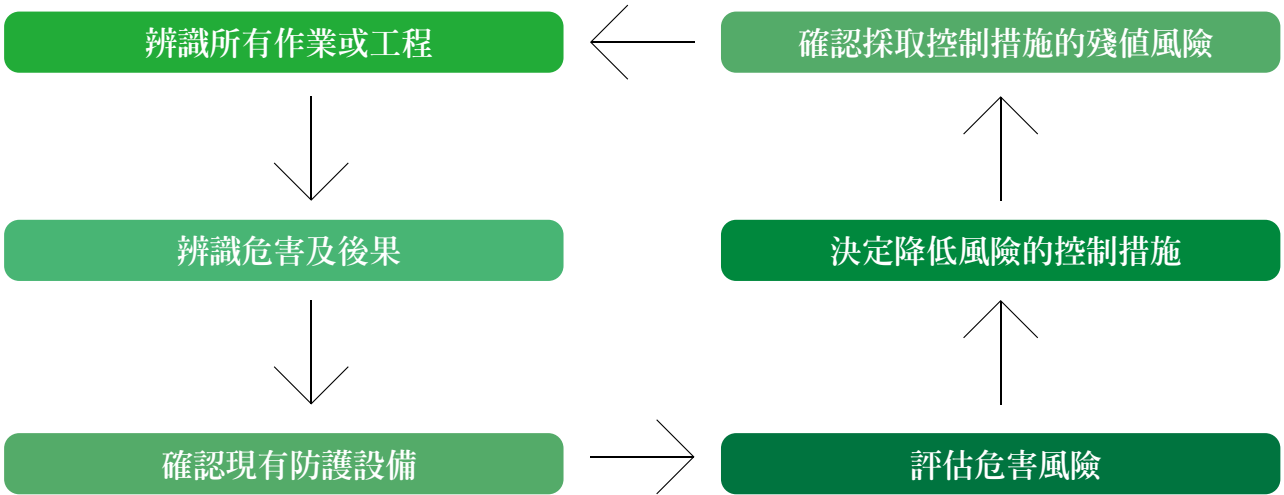 辨識所有作業或工程
辨識危害及後果
確認現有防護設備
評估危害風險
決定降低風險的控制措施
確認採取控制措施的殘值風險